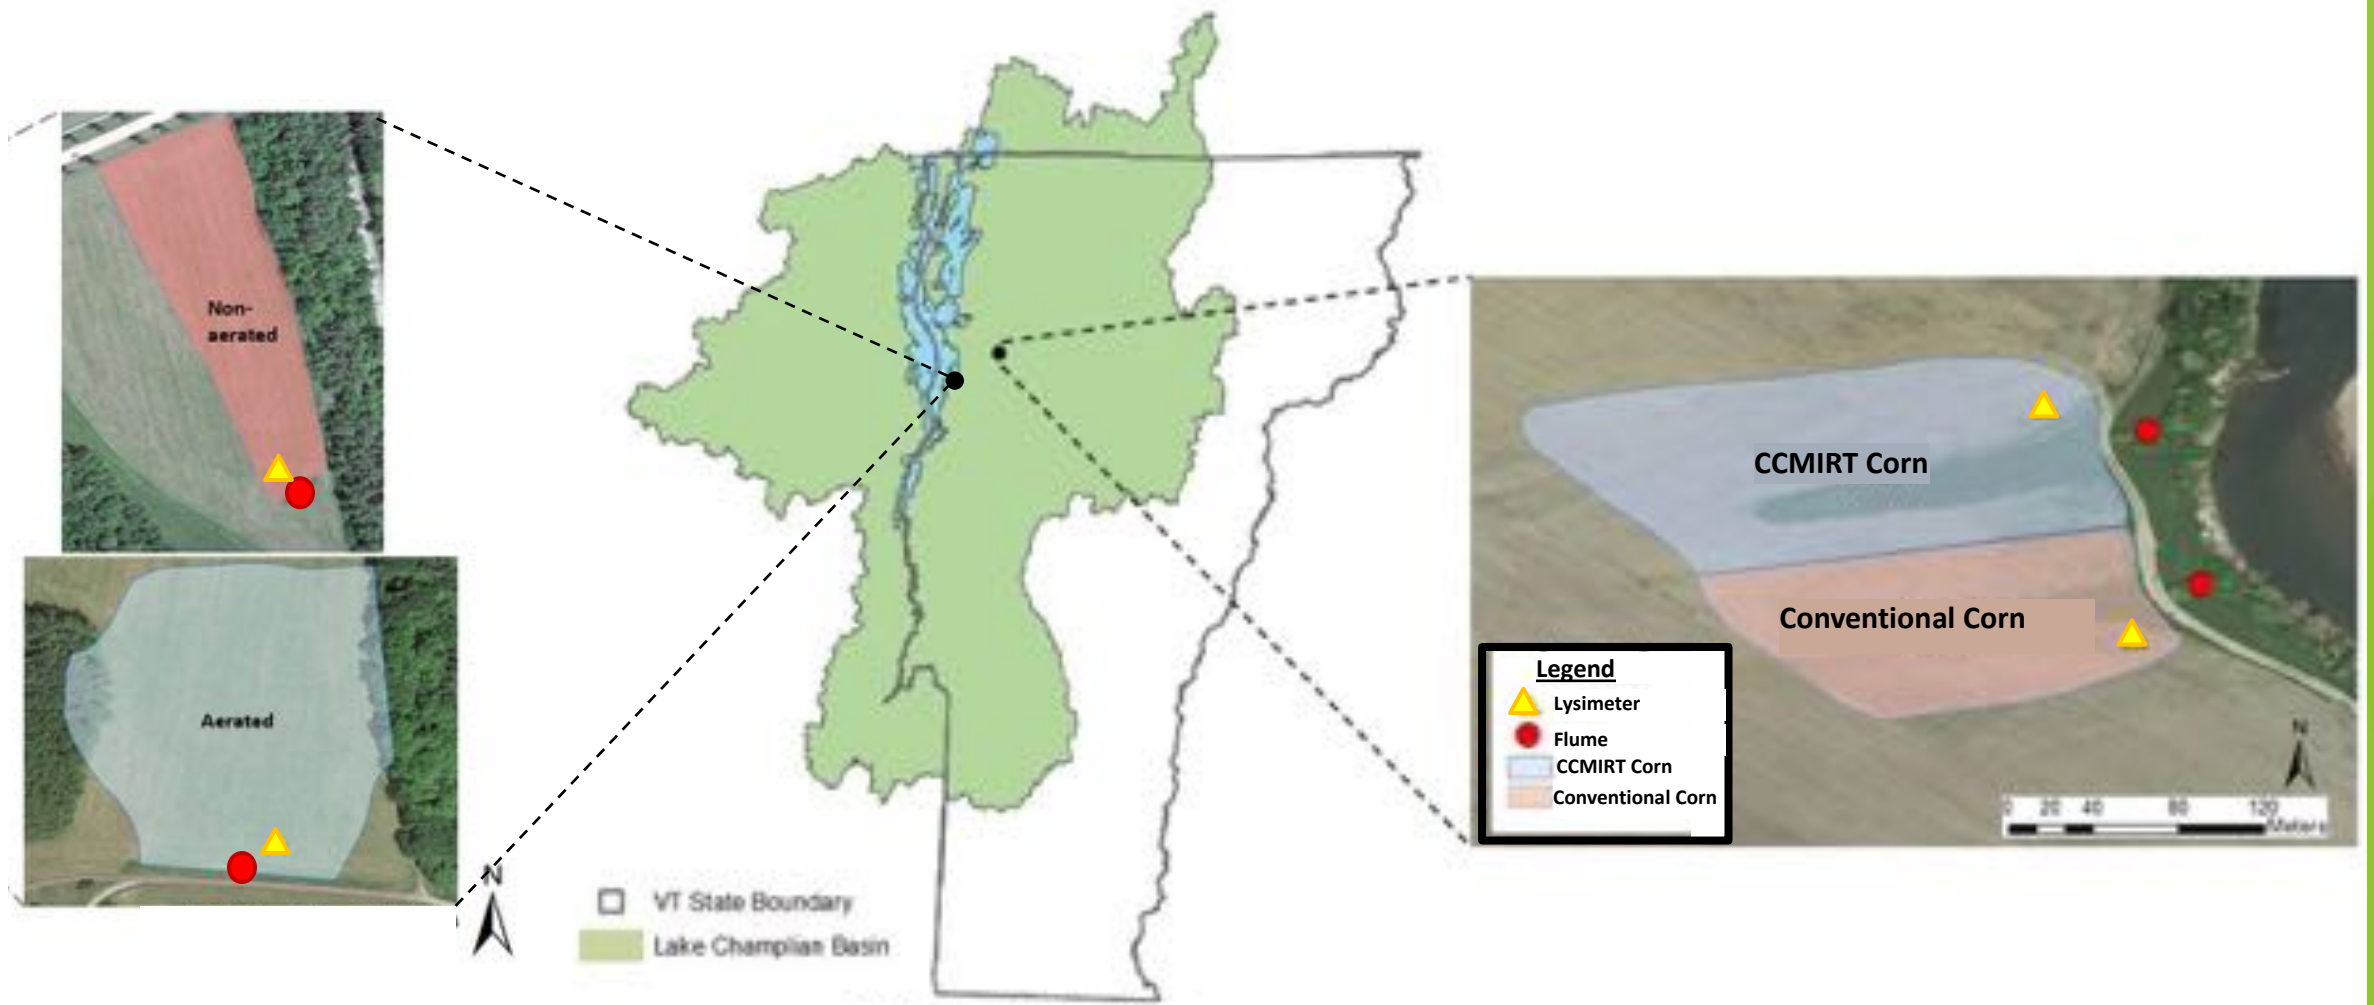 Non-
aerated
Aerated
N
VT State Boundary
Lake Champlian Basin
CCMIRT Corn
Conventional Corn
Legend
Lysimeter
Flume
CCMIRT Corn
Conventional Corn
N
0 20 40 80 120
Meters